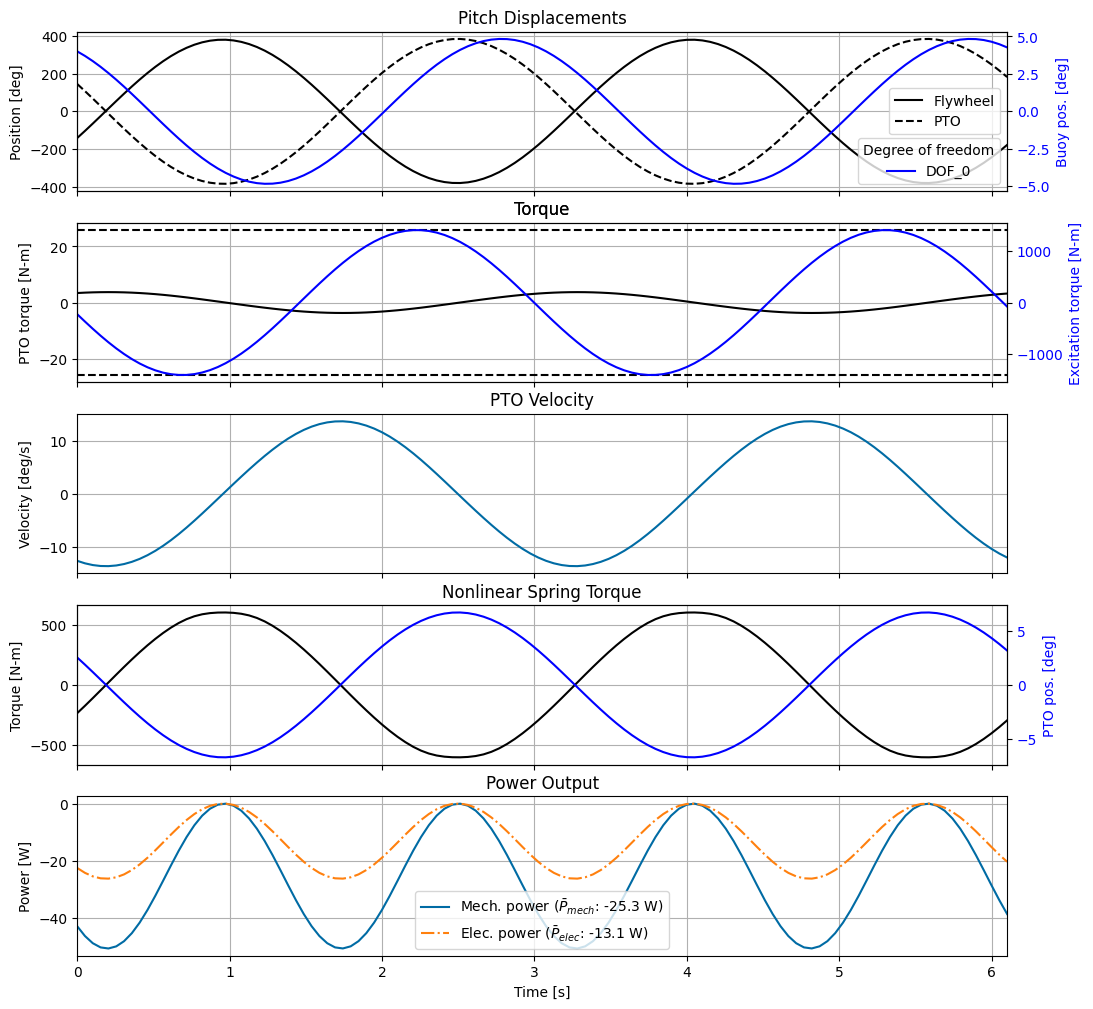 Pitch Displacements
Position [deg]
400
200
0
−200
−400
5.0
2.5
0.0
−2.5
−5.0
Buoy pos. [deg]
Flywheel
PTO
Degree of freedom
DOF_0
Torque
PTO torque [N-m]
20
0
−20
1000
0
−1000
Excitation torque [N-m]
PTO Velocity
Velocity [deg/s]
10
0
−10
Nonlinear Spring Torque
Torque [N-m]
500
0
−500
5
0
−5
PTO pos. [deg]
Power Output
Power [W]
0
−20
−40
Mech. power (P̄mech: -25.3 W)
Elec. power (P̄elec: -13.1 W)
0 1 2 3 4 5 6
Time [s]